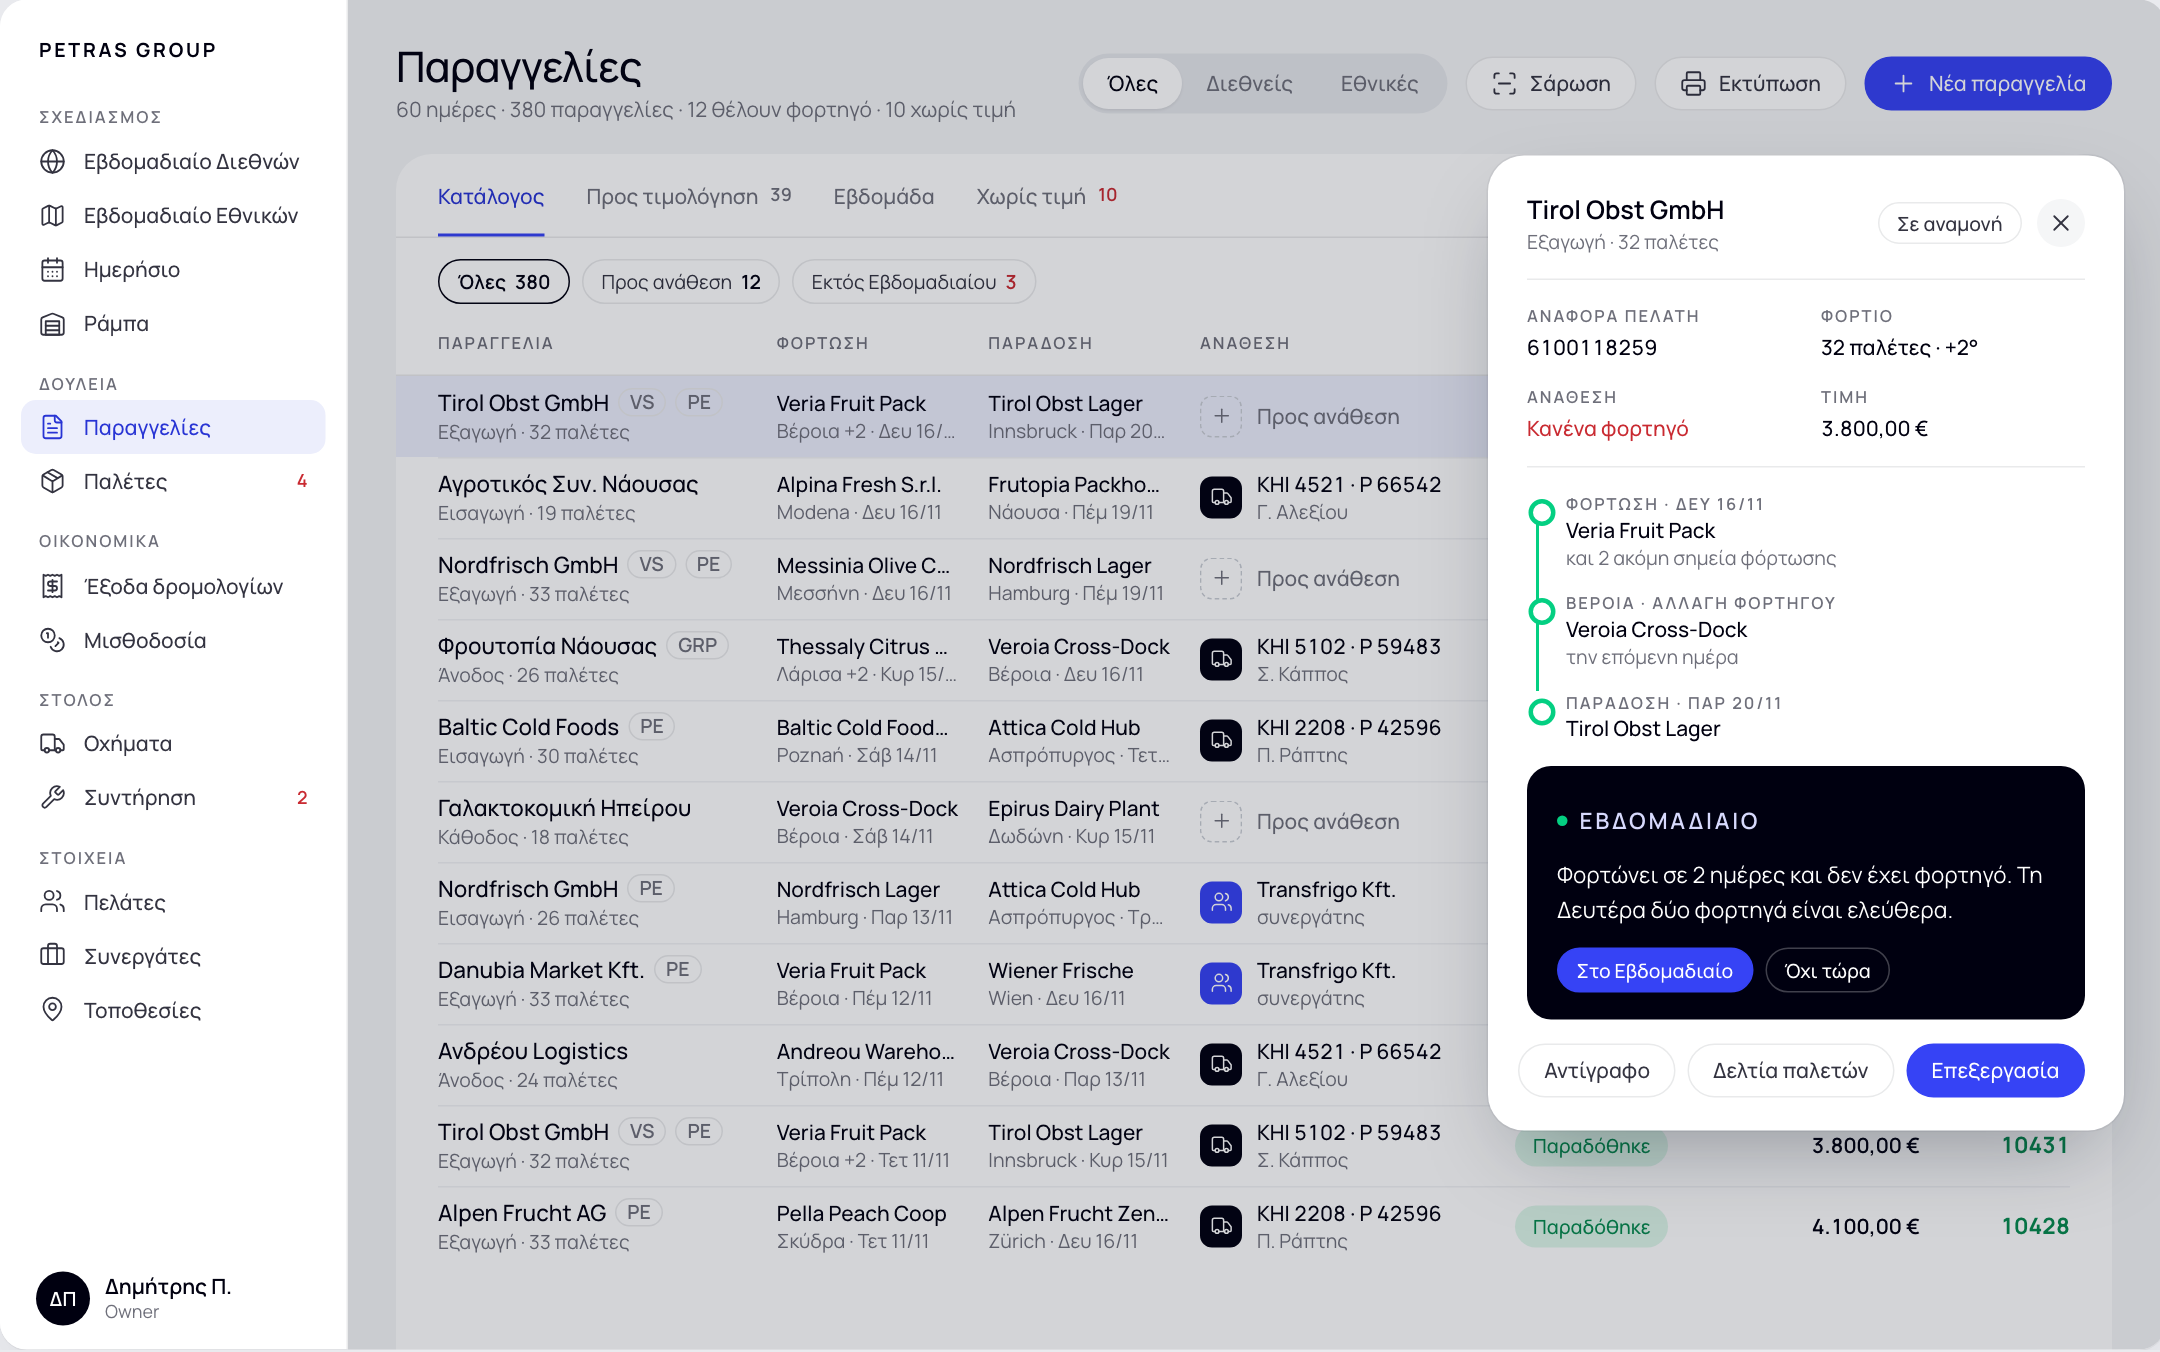 PETRAS GROUP
ΣΧΕΔΙΑΣΜΟΣ
Εβδομαδιαίο Διεθνών
Εβδομαδιαίο Εθνικών
Ημερήσιο
Ράμπα
ΔΟΥΛΕΙΑ
Παραγγελίες
Παλέτες 4
ΟΙΚΟΝΟΜΙΚΑ
Έξοδα δρομολογίων
Μισθοδοσία
ΣΤΟΛΟΣ
Οχήματα
Συντήρηση 2
ΣΤΟΙΧΕΙΑ
Πελάτες
Συνεργάτες
Τοποθεσίες
ΔΠ
Δημήτρης Π.
Owner
Παραγγελίες
60 ημέρες · 380 παραγγελίες · 12 θέλουν φορτηγό · 10 χωρίς τιμή
Όλες Διεθνείς Εθνικές
Σάρωση
Εκτύπωση
Νέα παραγγελία
Κατάλογος Προς τιμολόγηση 39 Εβδομάδα Χωρίς τιμή 10
Όλες 380 Προς ανάθεση 12 Εκτός Εβδομαδιαίου 3
ΠΑΡΑΓΓΕΛΙΑ ΦΟΡΤΩΣΗ ΠΑΡΑΔΟΣΗ ΑΝΑΘΕΣΗ
Tirol Obst GmbH VS PE Veria Fruit Pack Tirol Obst Lager Προς ανάθεση
Εξαγωγή · 32 παλέτες Βέροια +2 · Δευ 16/… Innsbruck · Παρ 20…
Αγροτικός Συν. Νάουσας Alpina Fresh S.r.l. Frutopia Packho… ΚΗΙ 4521 · Ρ 66542
Εισαγωγή · 19 παλέτες Modena · Δευ 16/11 Νάουσα · Πέμ 19/11 Γ. Αλεξίου
Nordfrisch GmbH VS PE Messinia Olive C… Nordfrisch Lager Προς ανάθεση
Εξαγωγή · 33 παλέτες Μεσσήνη · Δευ 16/11 Hamburg · Πέμ 19/11
Φρουτοπία Νάουσας GRP Thessaly Citrus … Veroia Cross-Dock ΚΗΙ 5102 · Ρ 59483
Άνοδος · 26 παλέτες Λάρισα +2 · Κυρ 15/… Βέροια · Δευ 16/11 Σ. Κάππος
Baltic Cold Foods PE Baltic Cold Food… Attica Cold Hub ΚΗΙ 2208 · Ρ 42596
Εισαγωγή · 30 παλέτες Poznań · Σάβ 14/11 Ασπρόπυργος · Τετ… Π. Ράπτης
Γαλακτοκομική Ηπείρου Veroia Cross-Dock Epirus Dairy Plant Προς ανάθεση
Κάθοδος · 18 παλέτες Βέροια · Σάβ 14/11 Δωδώνη · Κυρ 15/11
Nordfrisch GmbH PE Nordfrisch Lager Attica Cold Hub Transfrigo Kft.
Εισαγωγή · 26 παλέτες Hamburg · Παρ 13/11 Ασπρόπυργος · Τρ… συνεργάτης
Danubia Market Kft. PE Veria Fruit Pack Wiener Frische Transfrigo Kft.
Εξαγωγή · 33 παλέτες Βέροια · Πέμ 12/11 Wien · Δευ 16/11 συνεργάτης
Ανδρέου Logistics Andreou Wareho… Veroia Cross-Dock ΚΗΙ 4521 · Ρ 66542
Άνοδος · 24 παλέτες Τρίπολη · Πέμ 12/11 Βέροια · Παρ 13/11 Γ. Αλεξίου
Tirol Obst GmbH VS PE Veria Fruit Pack Tirol Obst Lager ΚΗΙ 5102 · Ρ 59483 Παραδόθηκε 3.800,00 € 10431
Εξαγωγή · 32 παλέτες Βέροια +2 · Τετ 11/11 Innsbruck · Κυρ 15/11 Σ. Κάππος
Alpen Frucht AG PE Pella Peach Coop Alpen Frucht Zen… ΚΗΙ 2208 · Ρ 42596 Παραδόθηκε 4.100,00 € 10428
Εξαγωγή · 33 παλέτες Σκύδρα · Τετ 11/11 Zürich · Δευ 16/11 Π. Ράπτης
Tirol Obst GmbH
Εξαγωγή · 32 παλέτες
Σε αναμονή
ΑΝΑΦΟΡΑ ΠΕΛΑΤΗ ΦΟΡΤΙΟ
6100118259 32 παλέτες · +2°
ΑΝΑΘΕΣΗ ΤΙΜΗ
Κανένα φορτηγό 3.800,00 €
ΦΟΡΤΩΣΗ · ΔΕΥ 16/11
Veria Fruit Pack
και 2 ακόμη σημεία φόρτωσης
ΒΕΡΟΙΑ · ΑΛΛΑΓΗ ΦΟΡΤΗΓΟΥ
Veroia Cross-Dock
την επόμενη ημέρα
ΠΑΡΑΔΟΣΗ · ΠΑΡ 20/11
Tirol Obst Lager
ΕΒΔΟΜΑΔΙΑΙΟ
Φορτώνει σε 2 ημέρες και δεν έχει φορτηγό. Τη
Δευτέρα δύο φορτηγά είναι ελεύθερα.
Στο Εβδομαδιαίο Όχι τώρα
Αντίγραφο Δελτία παλετών Επεξεργασία